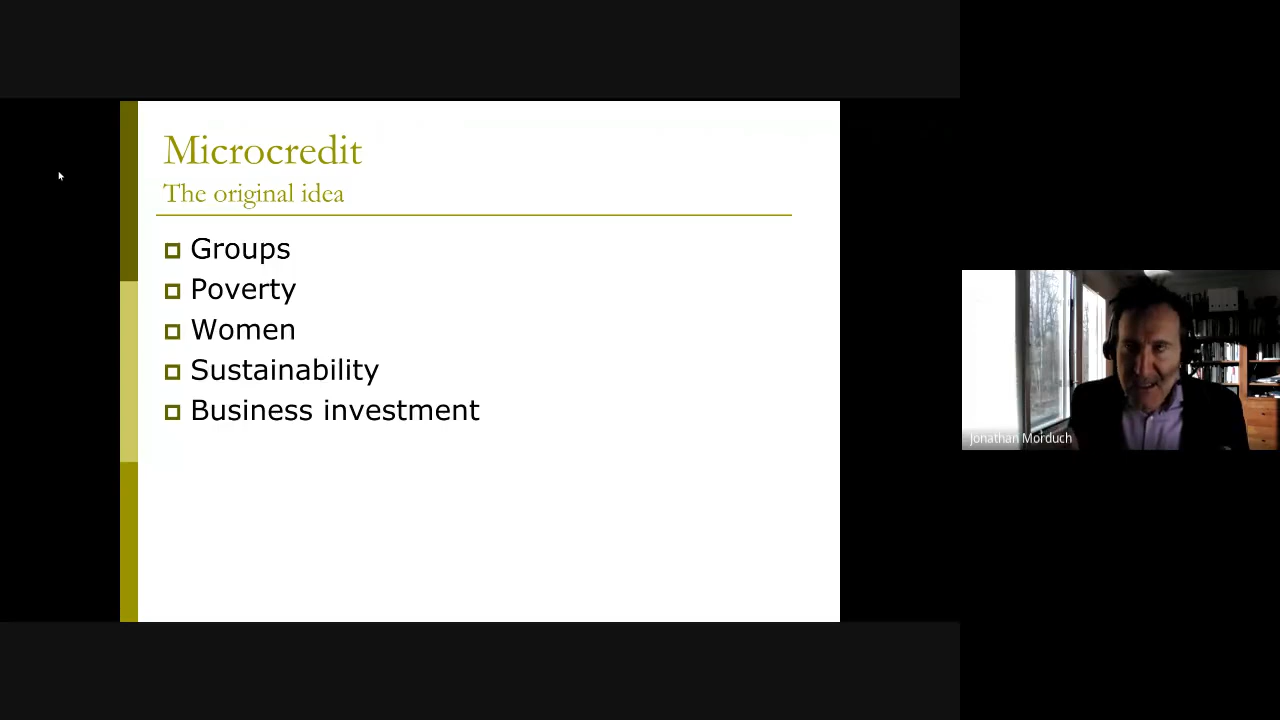 Microcredit
The original idea
Groups
Poverty
Women
Sustainability
Business investment
Jonathan Morduch